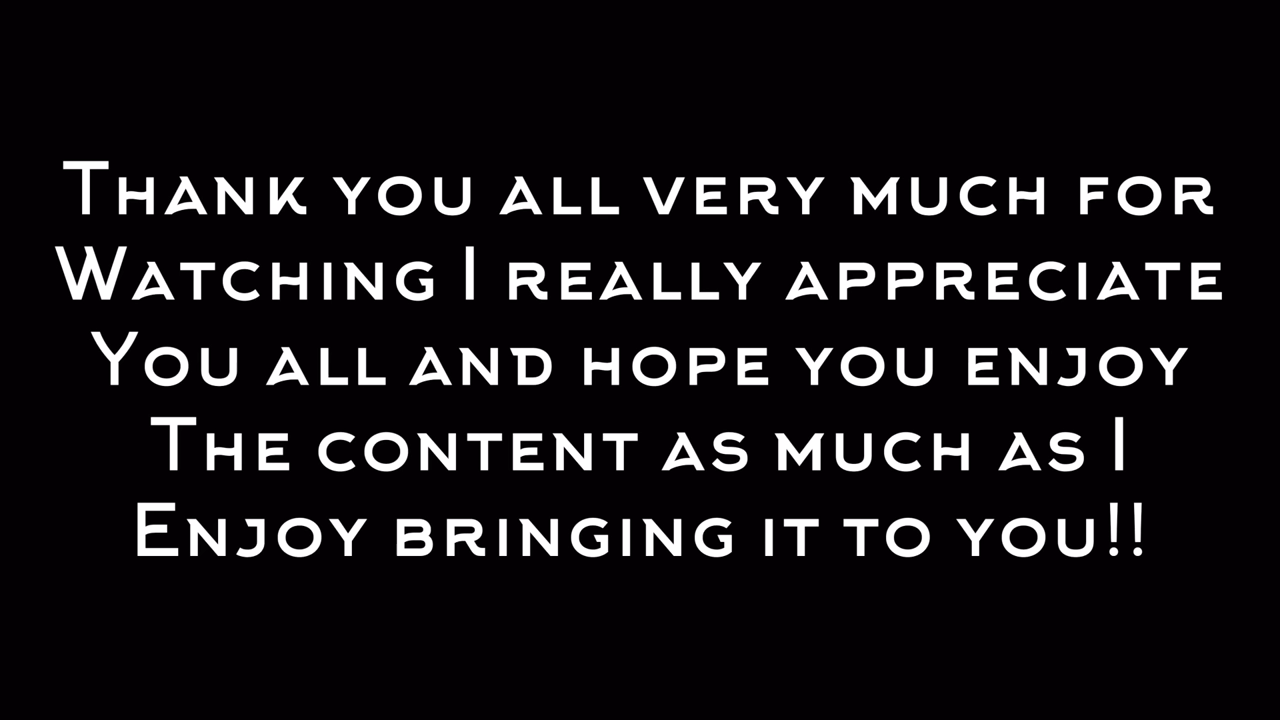 Thank you all very much for
Watching I really appreciate
You all and hope you enjoy
The content as much as I
Enjoy bringing it to you!!